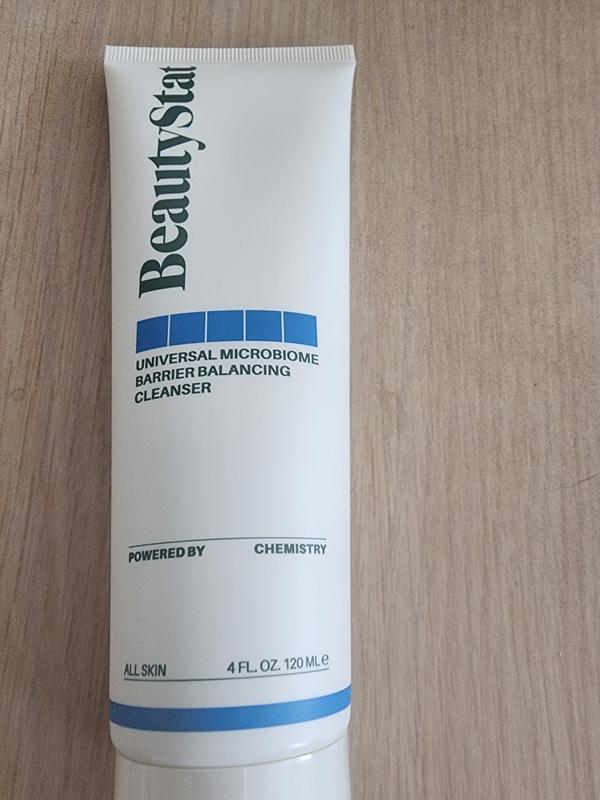 BeautyStat
UNIVERSAL MICROBIOME
BARRIER BALANCING
CLEANSER
POWERED BY CHEMISTRY
ALL SKIN 4 FL. OZ. 120 ML ℮